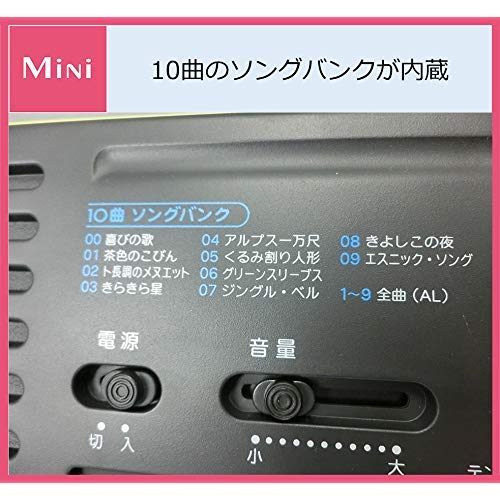 MiNi
10曲のソングバンクが内蔵
10曲 ソングバンク
00 喜びの歌
01 茶色のこびん
02 ト長調のメヌエット
03 きらきら星
04 アルプス一万尺
05 くるみ割り人形
06 グリーンスリーブス
07 ジングル・ベル
08 きよしこの夜
09 エスニック・ソング
1〜9 全曲（AL）
電源
切 入
音量
小 大
テン